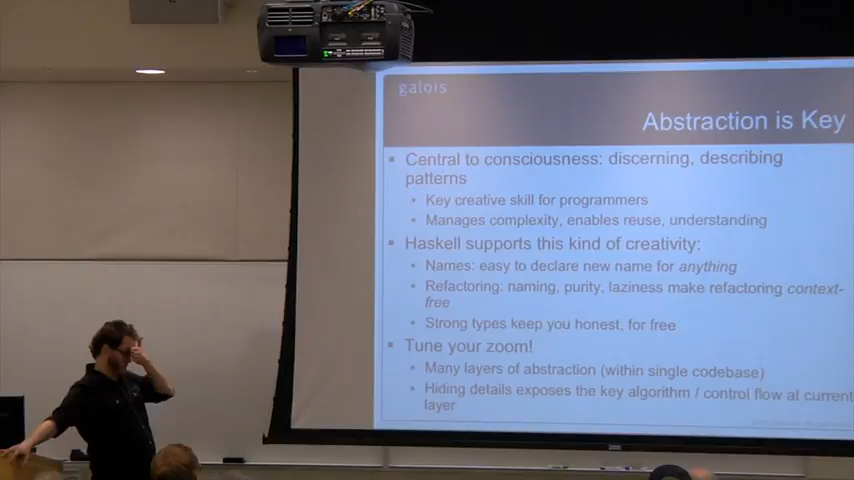 galois
Abstraction is Key
Central to consciousness: discerning, describing
patterns
Key creative skill for programmers
Manages complexity, enables reuse, understanding
Haskell supports this kind of creativity:
Names: easy to declare new name for anything
Refactoring: naming, purity, laziness make refactoring context-
free
Strong types keep you honest, for free
Tune your zoom!
Many layers of abstraction (within single codebase)
Hiding details exposes the key algorithm / control flow at current
layer